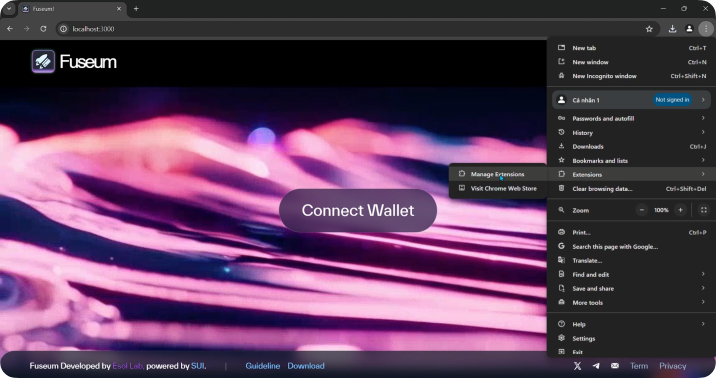 Fuseum!
localhost:3000
Fuseum
New tab Ctrl+T
New window Ctrl+N
New Incognito window Ctrl+Shift+N
Cá nhân 1 Not signed in
Passwords and autofill
History
Downloads Ctrl+J
Bookmarks and lists
Extensions
Manage Extensions
Visit Chrome Web Store
Clear browsing data... Ctrl+Shift+Del
Zoom − 100% +
Connect Wallet
Print... Ctrl+P
Search this page with Google...
Translate...
Find and edit
Save and share
More tools
Help
Settings
Exit
Fuseum Developed by Esol Lab, powered by SUI. | Guideline Download Term Privacy